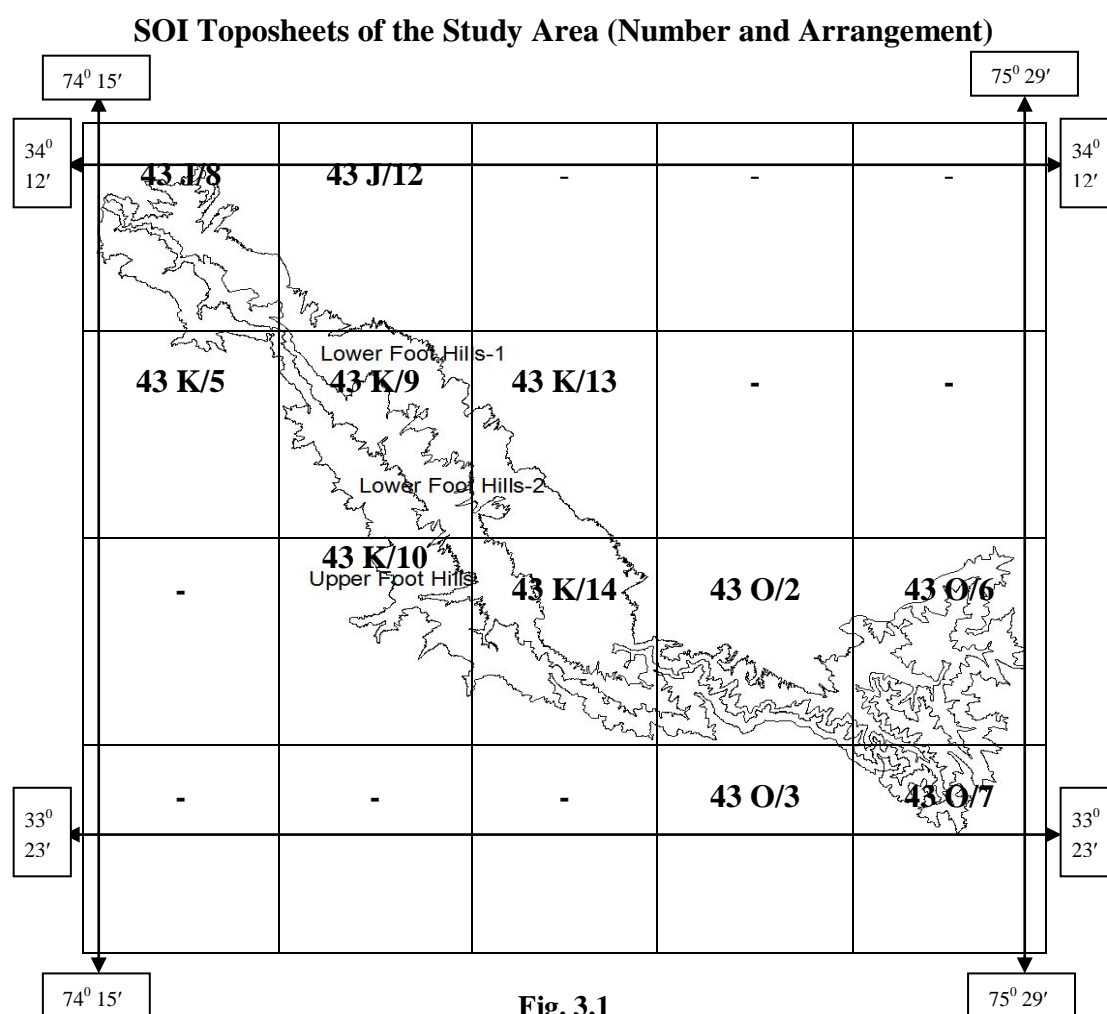 SOI Toposheets of the Study Area (Number and Arrangement)
74⁰ 15′ 75⁰ 29′
34⁰ 34⁰
12′ 12′
43 J/8 43 J/12 - - -
Lower Foot Hills-1
43 K/5 43 K/9 43 K/13 - -
Lower Foot Hills-2
43 K/10
Upper Foot Hills
- 43 K/14 43 O/2 43 O/6
- - - 43 O/3 43 O/7
33⁰ 33⁰
23′ 23′
74⁰ 15′ 75⁰ 29′
Fig. 3.1